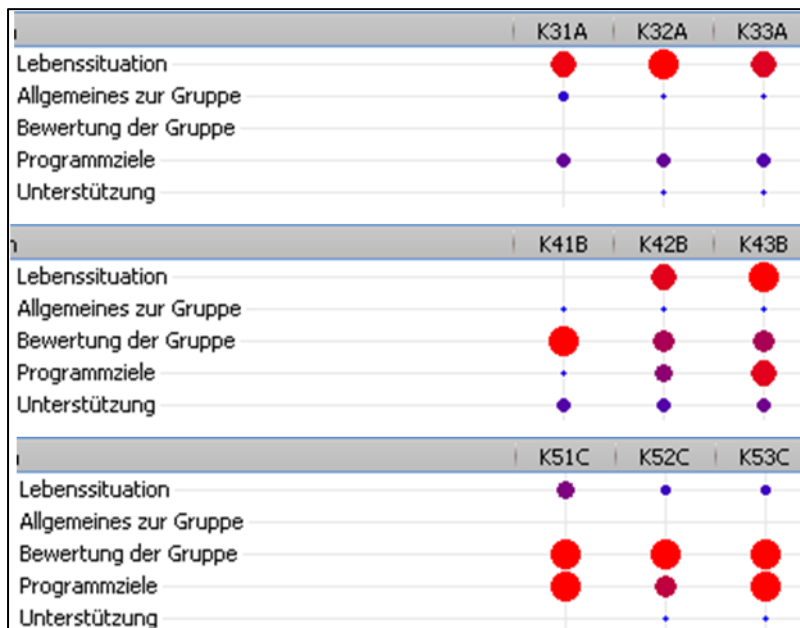 K31A K32A K33A
Lebenssituation
Allgemeines zur Gruppe
Bewertung der Gruppe
Programmziele
Unterstützung
K41B K42B K43B
Lebenssituation
Allgemeines zur Gruppe
Bewertung der Gruppe
Programmziele
Unterstützung
K51C K52C K53C
Lebenssituation
Allgemeines zur Gruppe
Bewertung der Gruppe
Programmziele
Unterstützung